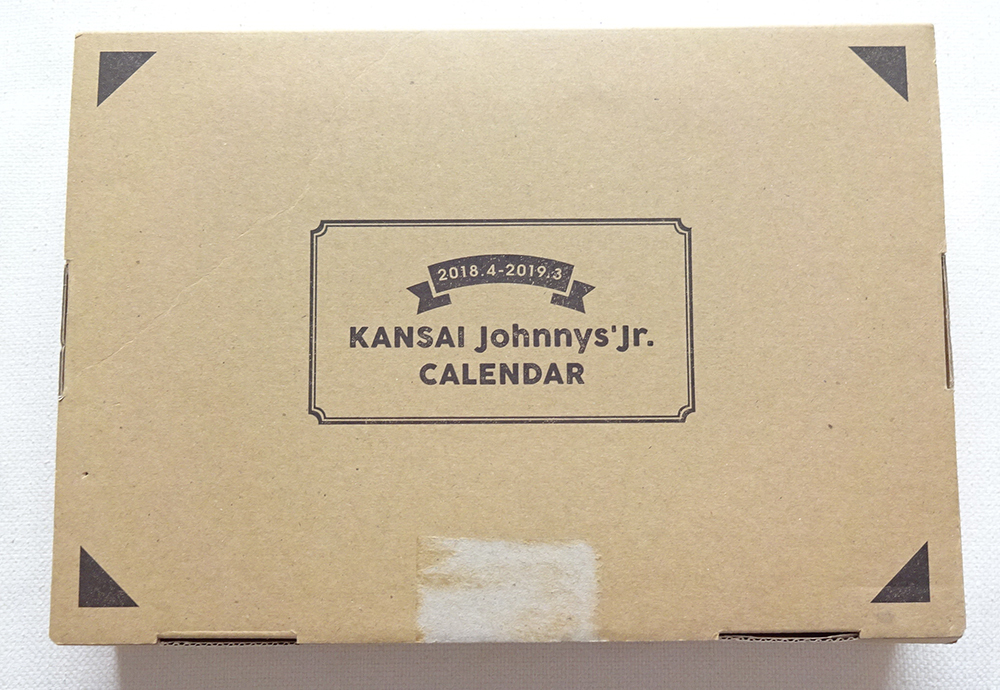 2018.4-2019.3
KANSAI Johnnys'Jr.
CALENDAR